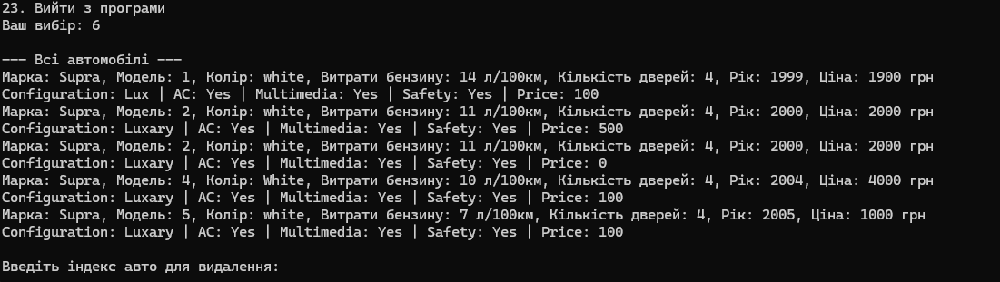 23. Вийти з програми
Ваш вибір: 6
--- Всі автомобілі ---
Марка: Supra, Модель: 1, Колір: white, Витрати бензину: 14 л/100км, Кількість дверей: 4, Рік: 1999, Ціна: 1900 грн
Configuration: Lux | AC: Yes | Multimedia: Yes | Safety: Yes | Price: 100
Марка: Supra, Модель: 2, Колір: white, Витрати бензину: 11 л/100км, Кількість дверей: 4, Рік: 2000, Ціна: 2000 грн
Configuration: Luxary | AC: Yes | Multimedia: Yes | Safety: Yes | Price: 500
Марка: Supra, Модель: 2, Колір: white, Витрати бензину: 11 л/100км, Кількість дверей: 4, Рік: 2000, Ціна: 2000 грн
Configuration: Luxary | AC: Yes | Multimedia: Yes | Safety: Yes | Price: 0
Марка: Supra, Модель: 4, Колір: White, Витрати бензину: 10 л/100км, Кількість дверей: 4, Рік: 2004, Ціна: 4000 грн
Configuration: Luxary | AC: Yes | Multimedia: Yes | Safety: Yes | Price: 100
Марка: Supra, Модель: 5, Колір: white, Витрати бензину: 7 л/100км, Кількість дверей: 4, Рік: 2005, Ціна: 1000 грн
Configuration: Luxary | AC: Yes | Multimedia: Yes | Safety: Yes | Price: 100
Введіть індекс авто для видалення: